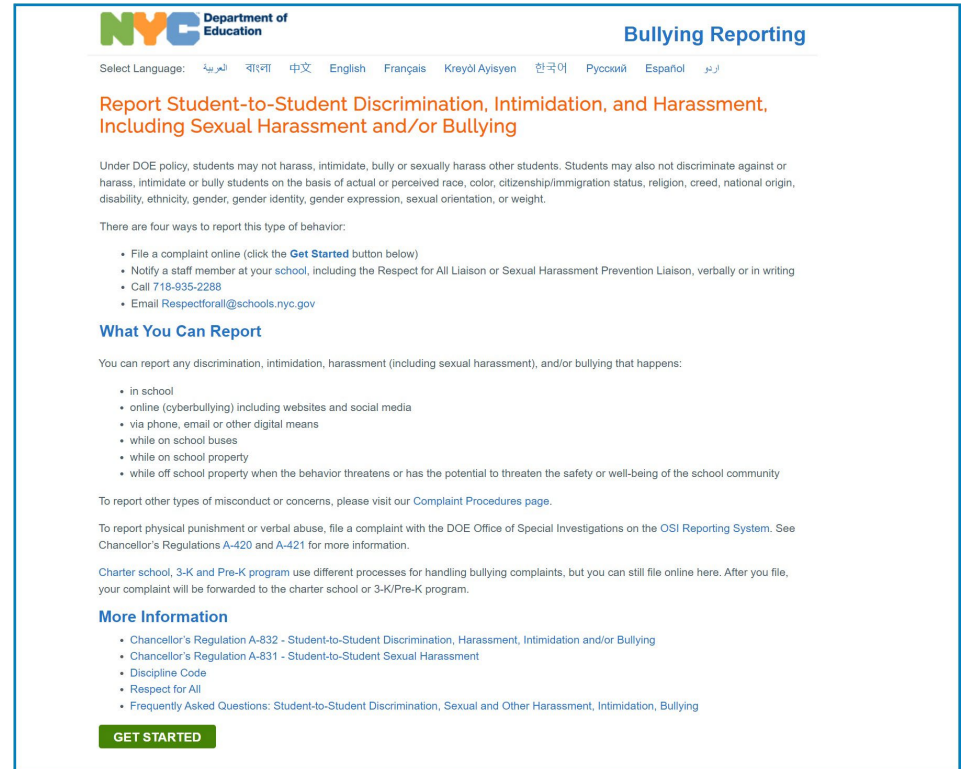 NYC Department of
Education
Bullying Reporting
Select Language: العربية বাংলা 中文 English Français Kreyòl Ayisyen 한국어 Русский Español اردو
Report Student-to-Student Discrimination, Intimidation, and Harassment,
Including Sexual Harassment and/or Bullying
Under DOE policy, students may not harass, intimidate, bully or sexually harass other students. Students may also not discriminate against or
harass, intimidate or bully students on the basis of actual or perceived race, color, citizenship/immigration status, religion, creed, national origin,
disability, ethnicity, gender, gender identity, gender expression, sexual orientation, or weight.
There are four ways to report this type of behavior:
• File a complaint online (click the Get Started button below)
• Notify a staff member at your school, including the Respect for All Liaison or Sexual Harassment Prevention Liaison, verbally or in writing
• Call 718-935-2288
• Email Respectforall@schools.nyc.gov
What You Can Report
You can report any discrimination, intimidation, harassment (including sexual harassment), and/or bullying that happens:
• in school
• online (cyberbullying) including websites and social media
• via phone, email or other digital means
• while on school buses
• while on school property
• while off school property when the behavior threatens or has the potential to threaten the safety or well-being of the school community
To report other types of misconduct or concerns, please visit our Complaint Procedures page.
To report physical punishment or verbal abuse, file a complaint with the DOE Office of Special Investigations on the OSI Reporting System. See
Chancellor's Regulations A-420 and A-421 for more information.
Charter school, 3-K and Pre-K program use different processes for handling bullying complaints, but you can still file online here. After you file,
your complaint will be forwarded to the charter school or 3-K/Pre-K program.
More Information
• Chancellor's Regulation A-832 - Student-to-Student Discrimination, Harassment, Intimidation and/or Bullying
• Chancellor's Regulation A-831 - Student-to-Student Sexual Harassment
• Discipline Code
• Respect for All
• Frequently Asked Questions: Student-to-Student Discrimination, Sexual and Other Harassment, Intimidation, Bullying
GET STARTED